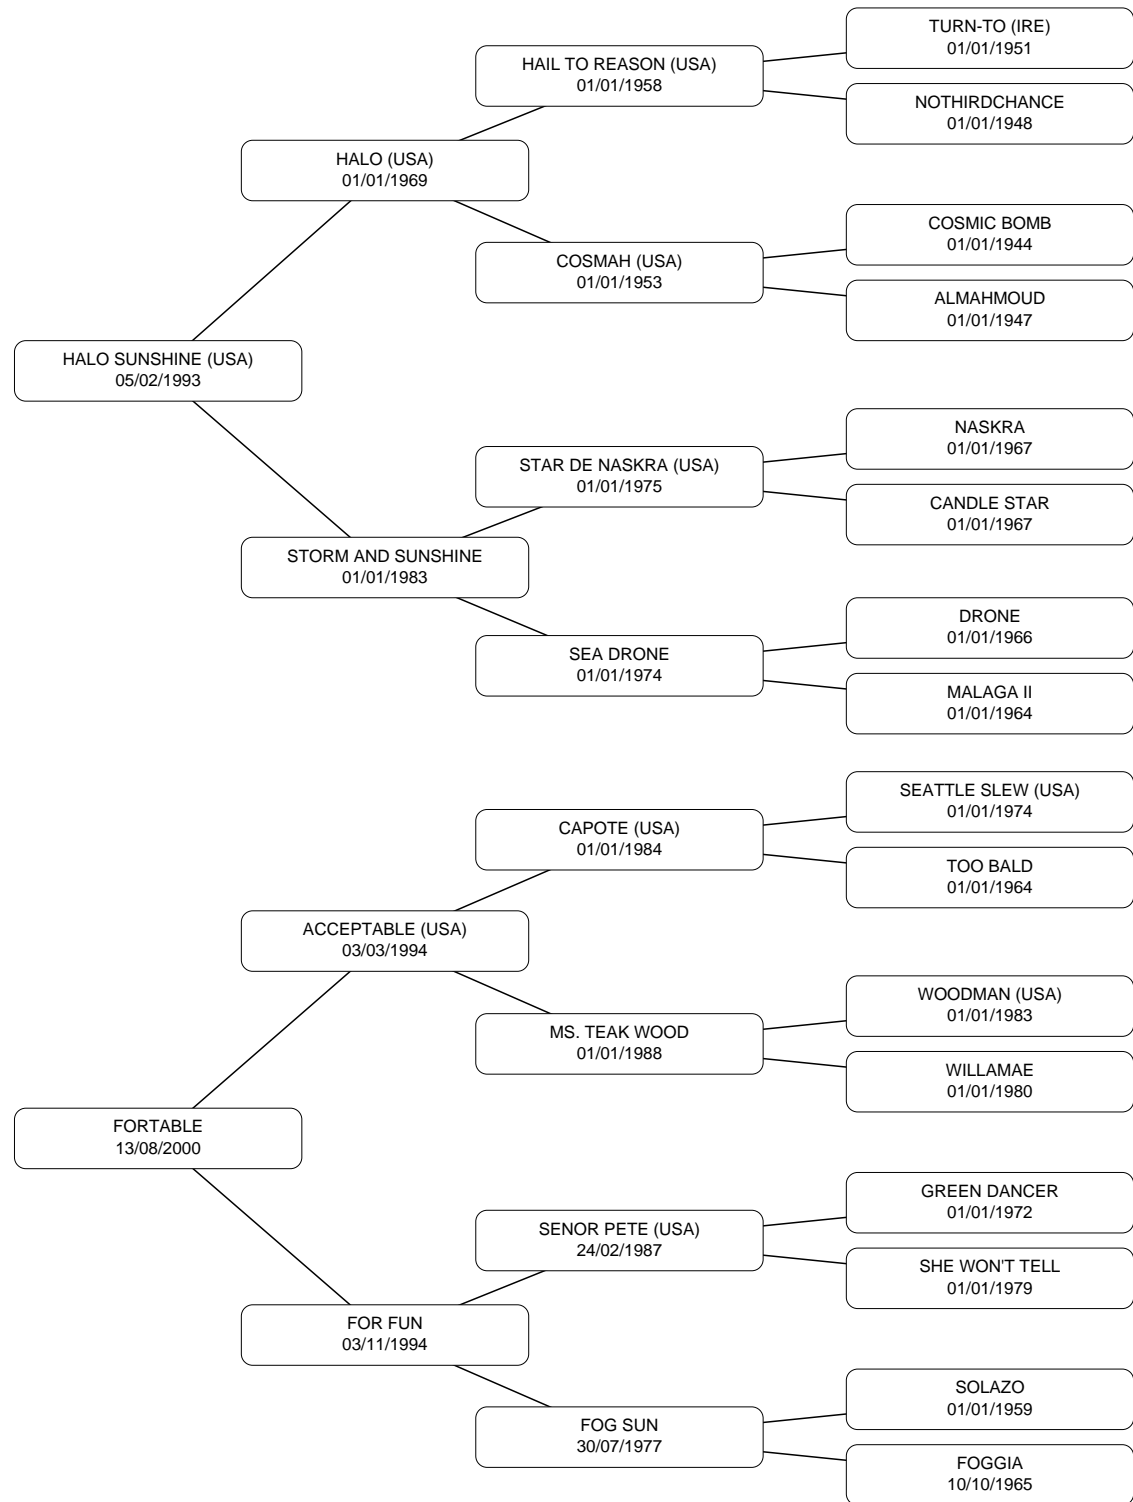 TURN-TO (IRE)
01/01/1951
HAIL TO REASON (USA)
01/01/1958
NOTHIRDCHANCE
01/01/1948
HALO (USA)
01/01/1969
COSMIC BOMB
01/01/1944
COSMAH (USA)
01/01/1953
ALMAHMOUD
01/01/1947
HALO SUNSHINE (USA)
05/02/1993
NASKRA
01/01/1967
STAR DE NASKRA (USA)
01/01/1975
CANDLE STAR
01/01/1967
STORM AND SUNSHINE
01/01/1983
DRONE
01/01/1966
SEA DRONE
01/01/1974
MALAGA II
01/01/1964
SEATTLE SLEW (USA)
01/01/1974
CAPOTE (USA)
01/01/1984
TOO BALD
01/01/1964
ACCEPTABLE (USA)
03/03/1994
WOODMAN (USA)
01/01/1983
MS. TEAK WOOD
01/01/1988
WILLAMAE
01/01/1980
FORTABLE
13/08/2000
GREEN DANCER
01/01/1972
SENOR PETE (USA)
24/02/1987
SHE WON'T TELL
01/01/1979
FOR FUN
03/11/1994
SOLAZO
01/01/1959
FOG SUN
30/07/1977
FOGGIA
10/10/1965